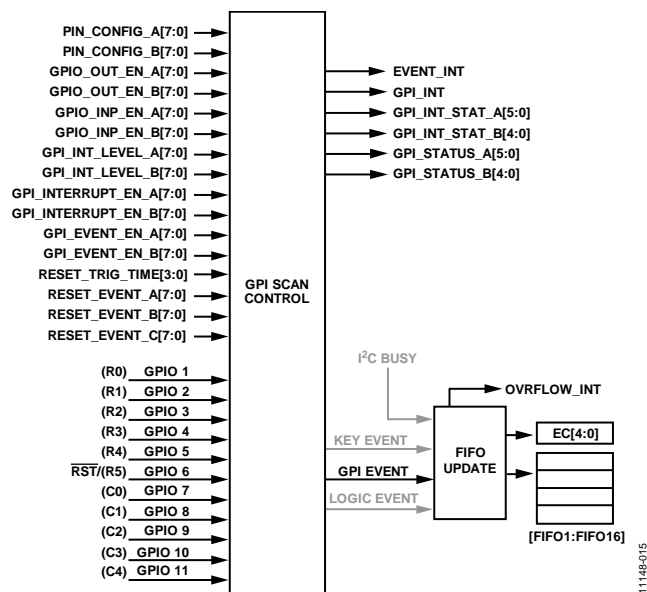 PIN_CONFIG_A[7:0]
PIN_CONFIG_B[7:0]
GPIO_OUT_EN_A[7:0]
GPIO_OUT_EN_B[7:0]
GPIO_INP_EN_A[7:0]
GPIO_INP_EN_B[7:0]
GPI_INT_LEVEL_A[7:0]
GPI_INT_LEVEL_B[7:0]
GPI_INTERRUPT_EN_A[7:0]
GPI_INTERRUPT_EN_B[7:0]
GPI_EVENT_EN_A[7:0]
GPI_EVENT_EN_B[7:0]
RESET_TRIG_TIME[3:0]
RESET_EVENT_A[7:0]
RESET_EVENT_B[7:0]
RESET_EVENT_C[7:0]
(R0) GPIO 1
(R1) GPIO 2
(R2) GPIO 3
(R3) GPIO 4
(R4) GPIO 5
RST/(R5) GPIO 6
(C0) GPIO 7
(C1) GPIO 8
(C2) GPIO 9
(C3) GPIO 10
(C4) GPIO 11
GPI SCAN
CONTROL
EVENT_INT
GPI_INT
GPI_INT_STAT_A[5:0]
GPI_INT_STAT_B[4:0]
GPI_STATUS_A[5:0]
GPI_STATUS_B[4:0]
I²C BUSY
KEY EVENT
GPI EVENT
LOGIC EVENT
FIFO
UPDATE
OVRFLOW_INT
EC[4:0]
[FIFO1:FIFO16]
11148-015